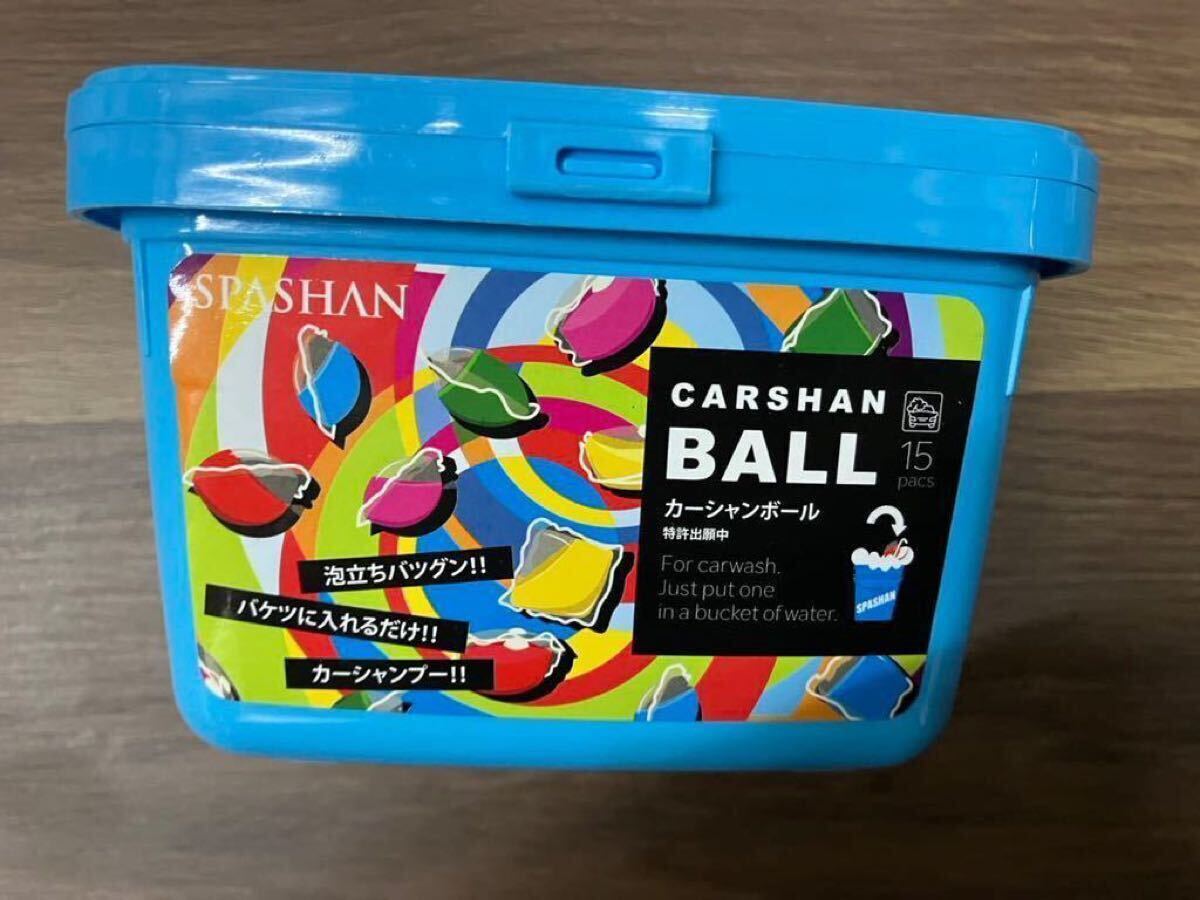 SPASHAN
CARSHAN
BALL
15
pacs
カーシャンボール
特許出願中
For carwash.
Just put one
in a bucket of water.
SPASHAN
泡立ちバツグン!!
バケツに入れるだけ!!
カーシャンプー!!